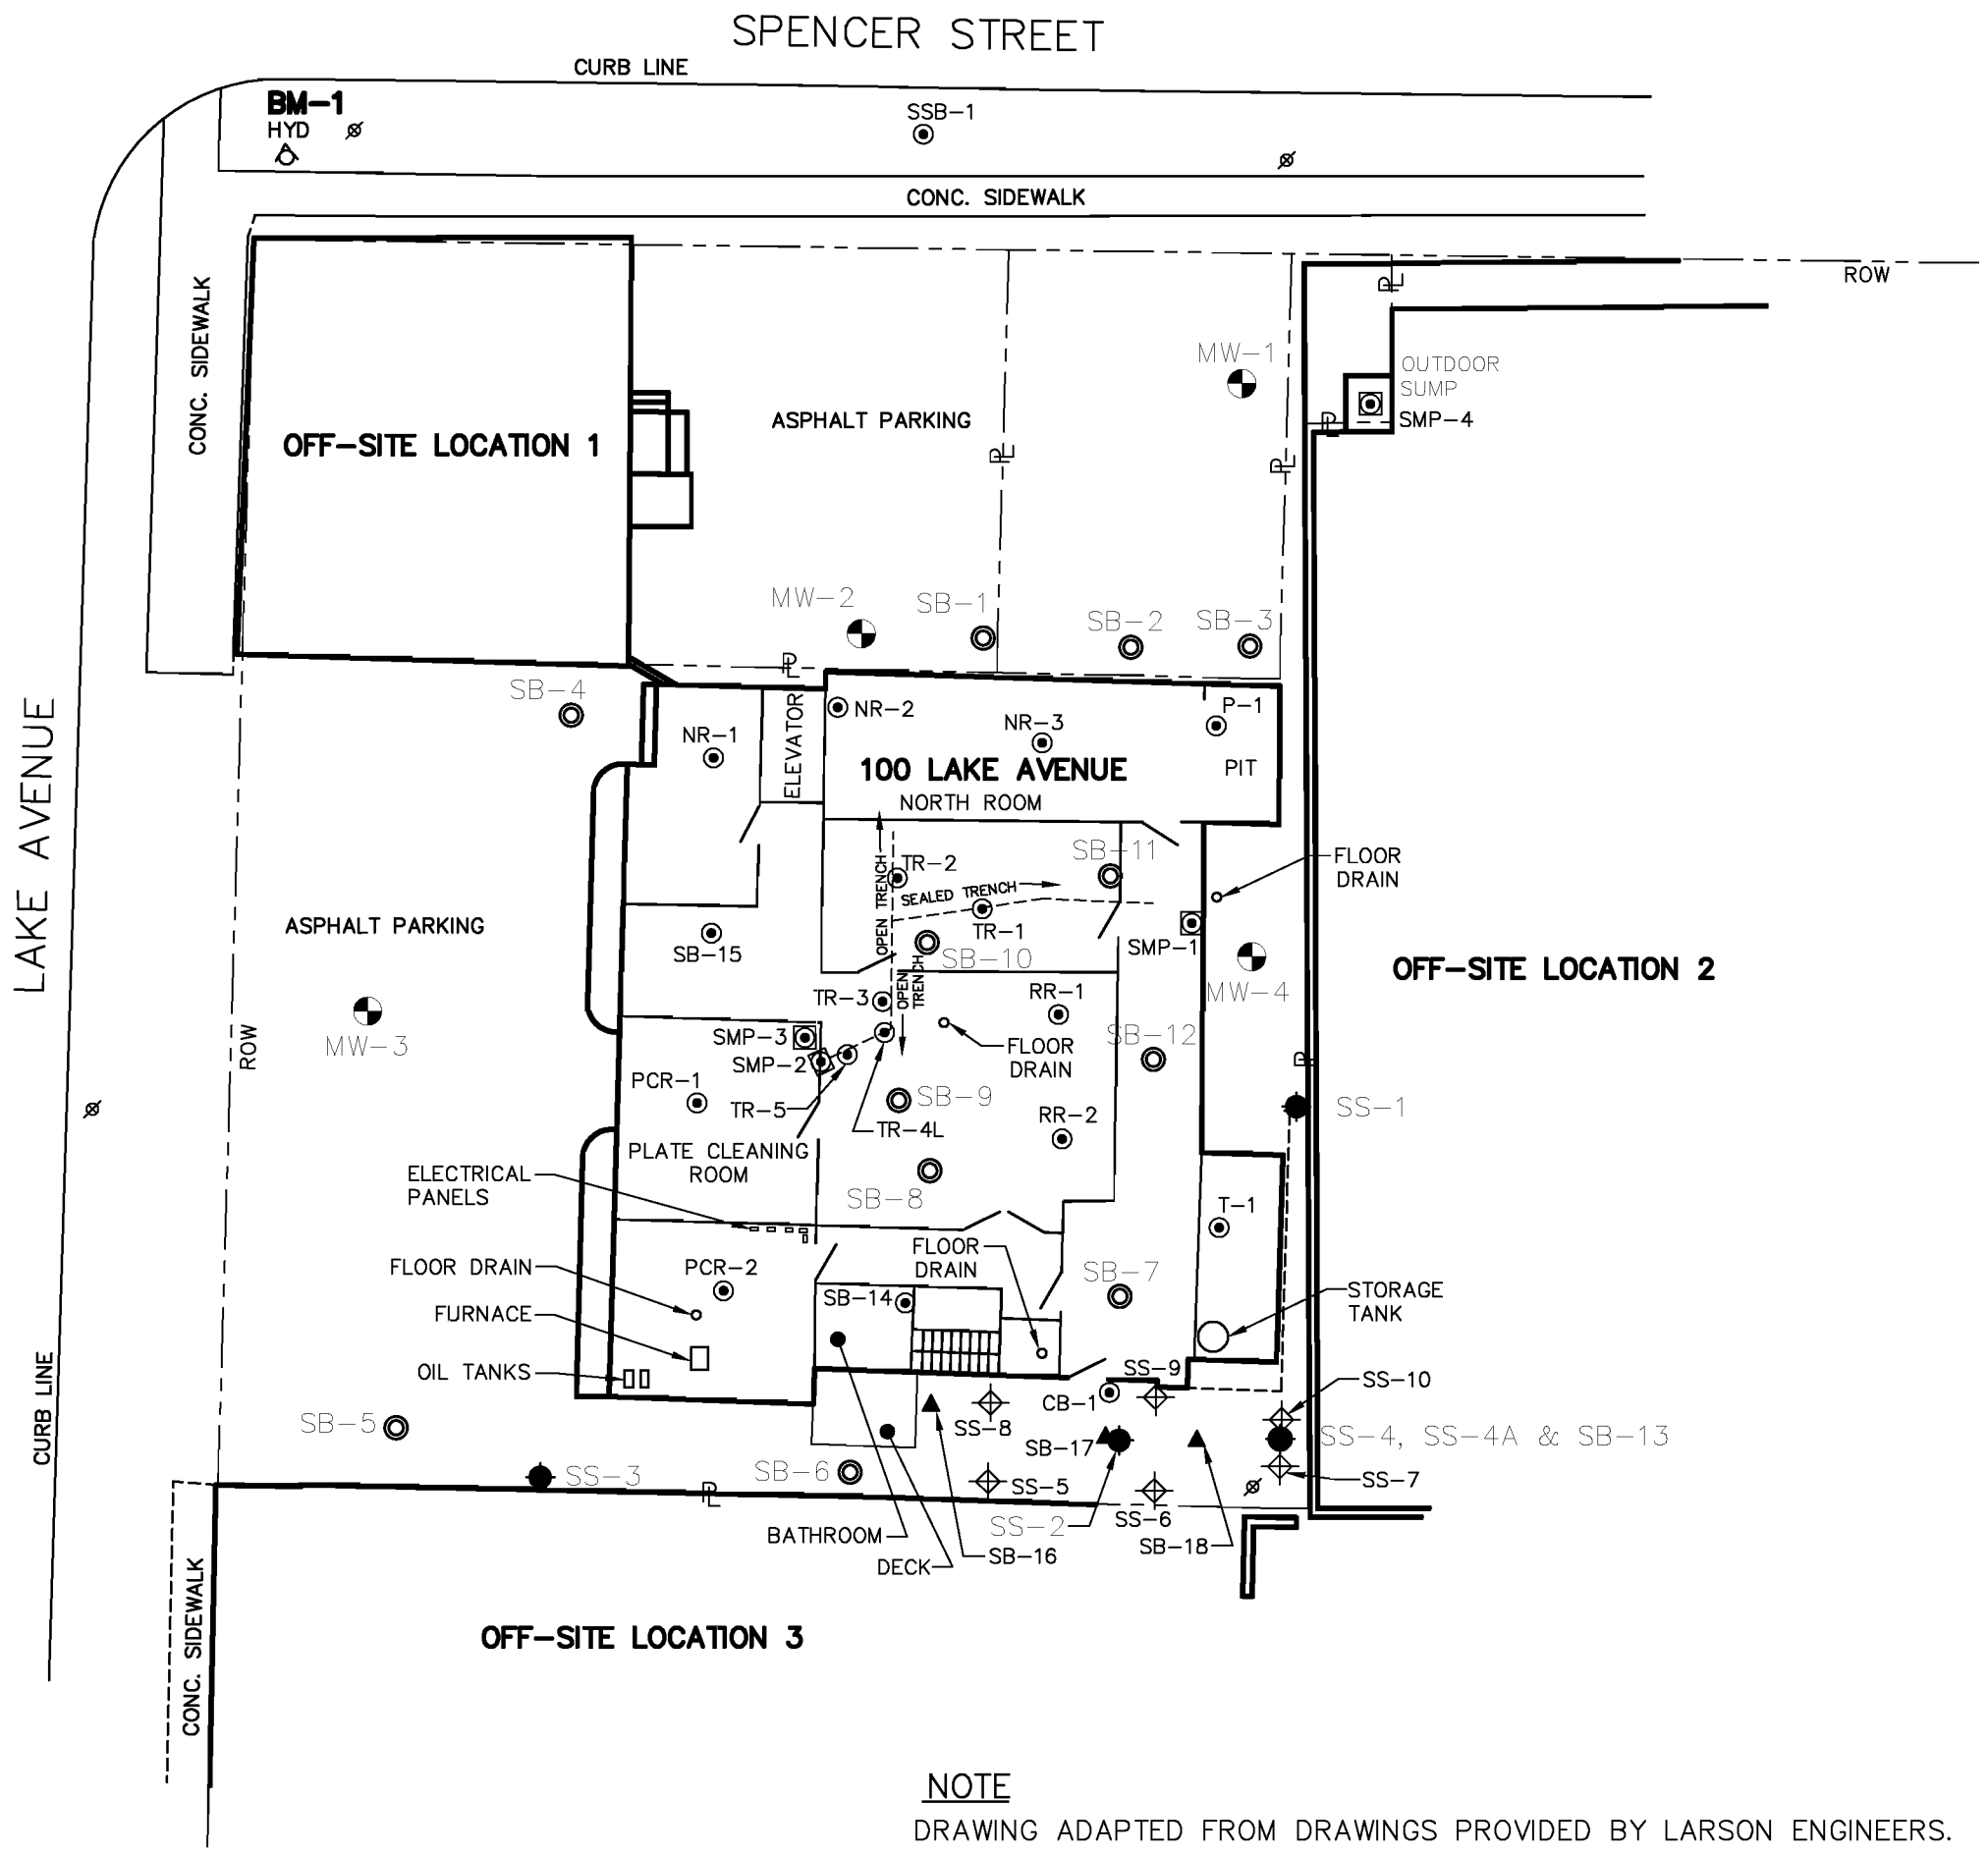 SPENCER STREET
CURB LINE
BM-1
HYD
SSB-1
CONC. SIDEWALK
ROW
CONC. SIDEWALK
PL
MW-1
OUTDOOR
SUMP
SMP-4
PL
ASPHALT PARKING
OFF-SITE LOCATION 1
PL
PL
MW-2
SB-1
SB-2
SB-3
PL
SB-4
LAKE AVENUE
NR-1
ELEVATOR
NR-2
NR-3
P-1
100 LAKE AVENUE
PIT
NORTH ROOM
OPEN TRENCH
TR-2
SB-11
FLOOR
DRAIN
SEALED TRENCH
ASPHALT PARKING
SB-15
TR-1
SMP-1
SB-10
OFF-SITE LOCATION 2
OPEN
TRENCH
TR-3
RR-1
MW-4
MW-3
ROW
SMP-3
SMP-2
FLOOR
DRAIN
SB-12
PL
PCR-1
TR-5
SB-9
TR-4L
RR-2
SS-1
PLATE CLEANING
ROOM
ELECTRICAL
PANELS
SB-8
T-1
FLOOR DRAIN
PCR-2
FLOOR
DRAIN
SB-7
SB-14
STORAGE
TANK
FURNACE
OIL TANKS
SS-9
SS-10
CB-1
CURB LINE
SB-5
SS-8
SB-17
SS-4, SS-4A & SB-13
SS-3
SB-6
SS-5
SS-7
PL
SS-2
SS-6
BATHROOM
SB-16
SB-18
DECK
CONC. SIDEWALK
OFF-SITE LOCATION 3
NOTE
DRAWING ADAPTED FROM DRAWINGS PROVIDED BY LARSON ENGINEERS.